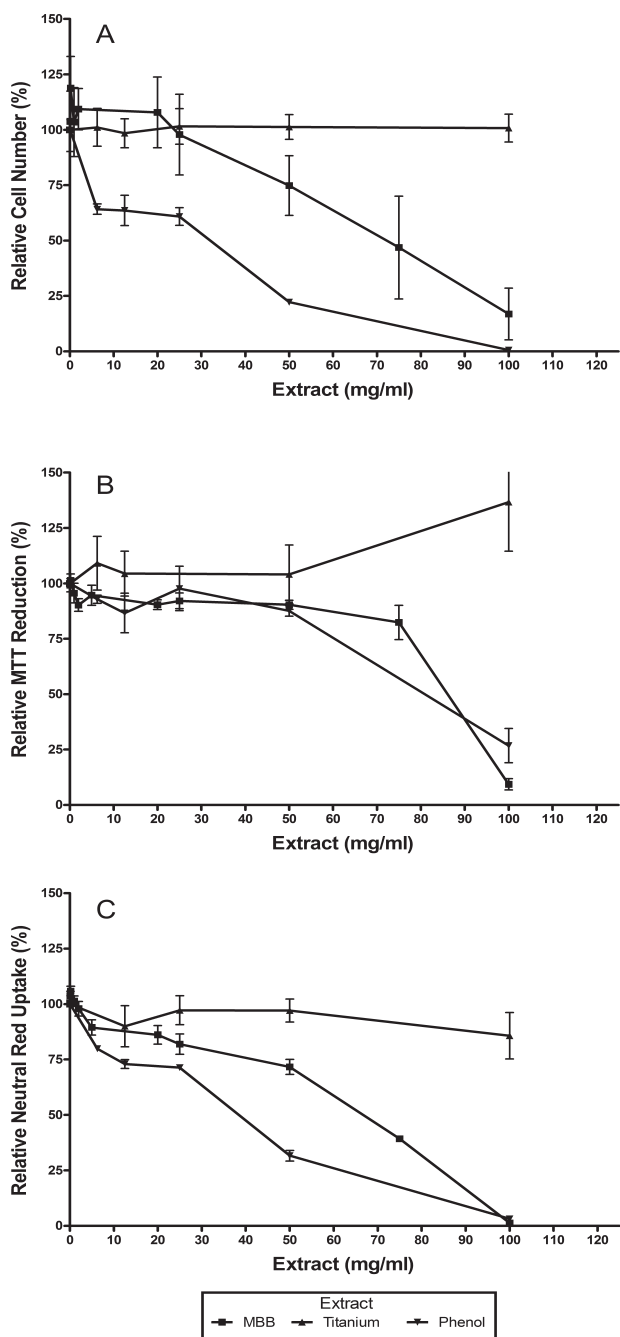 A
150
125
100
75
50
25
0
Relative Cell Number (%)
0 10 20 30 40 50 60 70 80 90 100 110 120
Extract (mg/ml)
B
150
125
100
75
50
25
0
Relative MTT Reduction (%)
0 10 20 30 40 50 60 70 80 90 100 110 120
Extract (mg/ml)
C
150
125
100
75
50
25
0
Relative Neutral Red Uptake (%)
0 10 20 30 40 50 60 70 80 90 100 110 120
Extract (mg/ml)
Extract
MBB Titanium Phenol